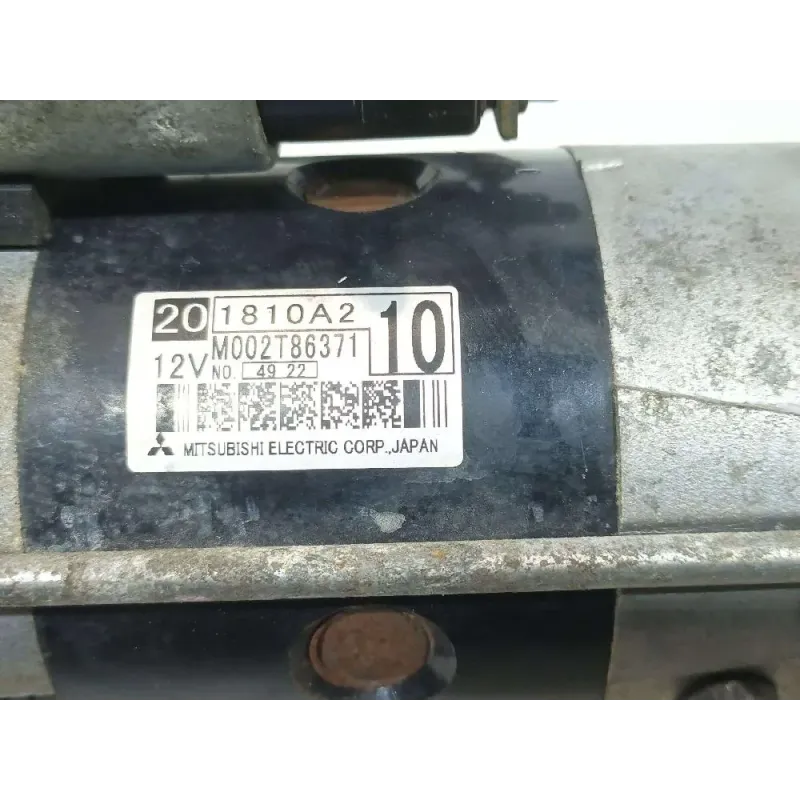 20 1810A2 10
12V M002T86371
NO. 49 22
MITSUBISHI ELECTRIC CORP., JAPAN